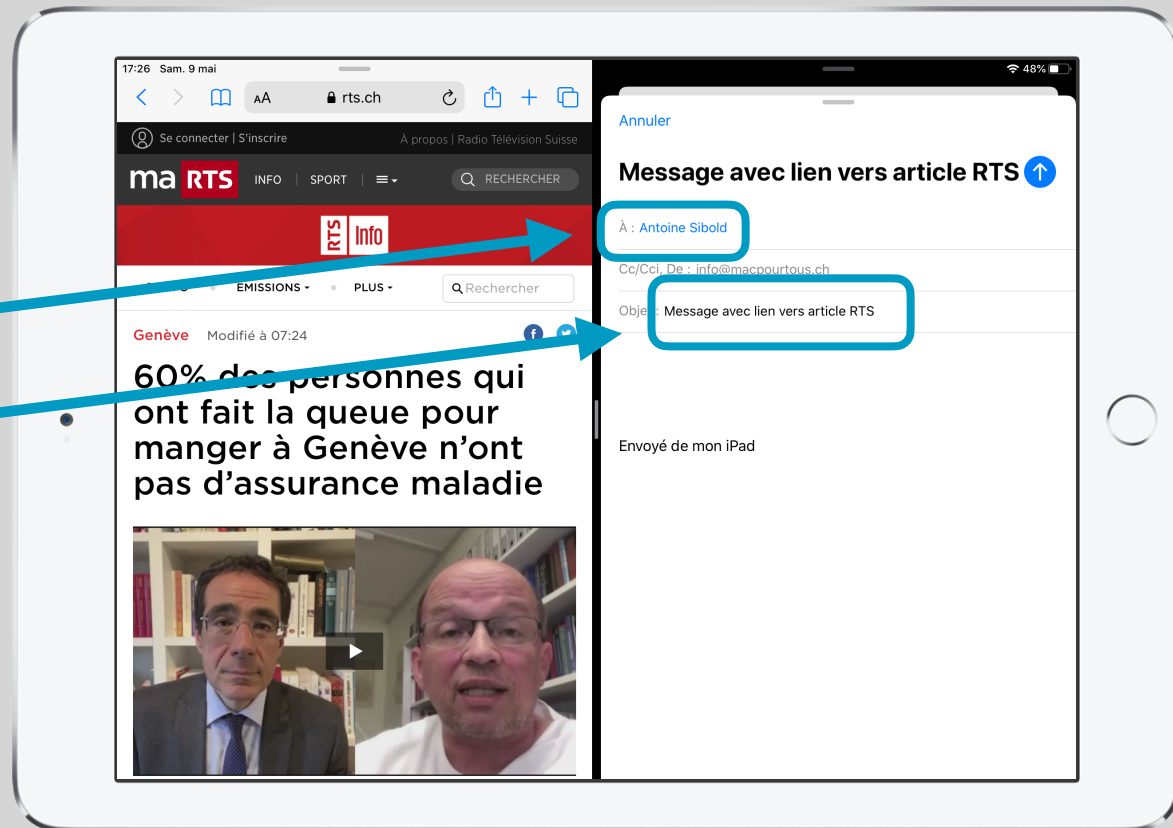 17:26 Sam. 9 mai
48%
AA rts.ch
Se connecter | S'inscrire
À propos | Radio Télévision Suisse
ma RTS INFO | SPORT | RECHERCHER
RTS Info
EMISSIONS PLUS Rechercher
Genève Modifié à 07:24
60% des personnes qui
ont fait la queue pour
manger à Genève n’ont
pas d’assurance maladie
Annuler
Message avec lien vers article RTS
À : Antoine Sibold
Cc/Cci, De : info@macpourtous.ch
Message avec lien vers article RTS
Envoyé de mon iPad